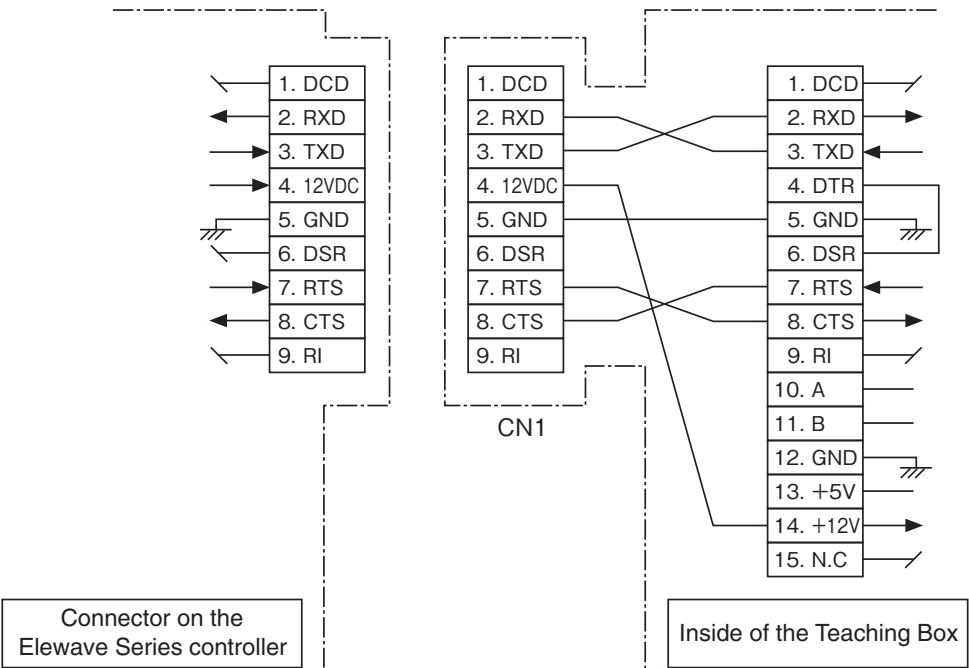 1. DCD
2. RXD
3. TXD
4. 12VDC
5. GND
6. DSR
7. RTS
8. CTS
9. RI
1. DCD
2. RXD
3. TXD
4. 12VDC
5. GND
6. DSR
7. RTS
8. CTS
9. RI
CN1
1. DCD
2. RXD
3. TXD
4. DTR
5. GND
6. DSR
7. RTS
8. CTS
9. RI
10. A
11. B
12. GND
13. +5V
14. +12V
15. N.C
Connector on the
Elewave Series controller
Inside of the Teaching Box